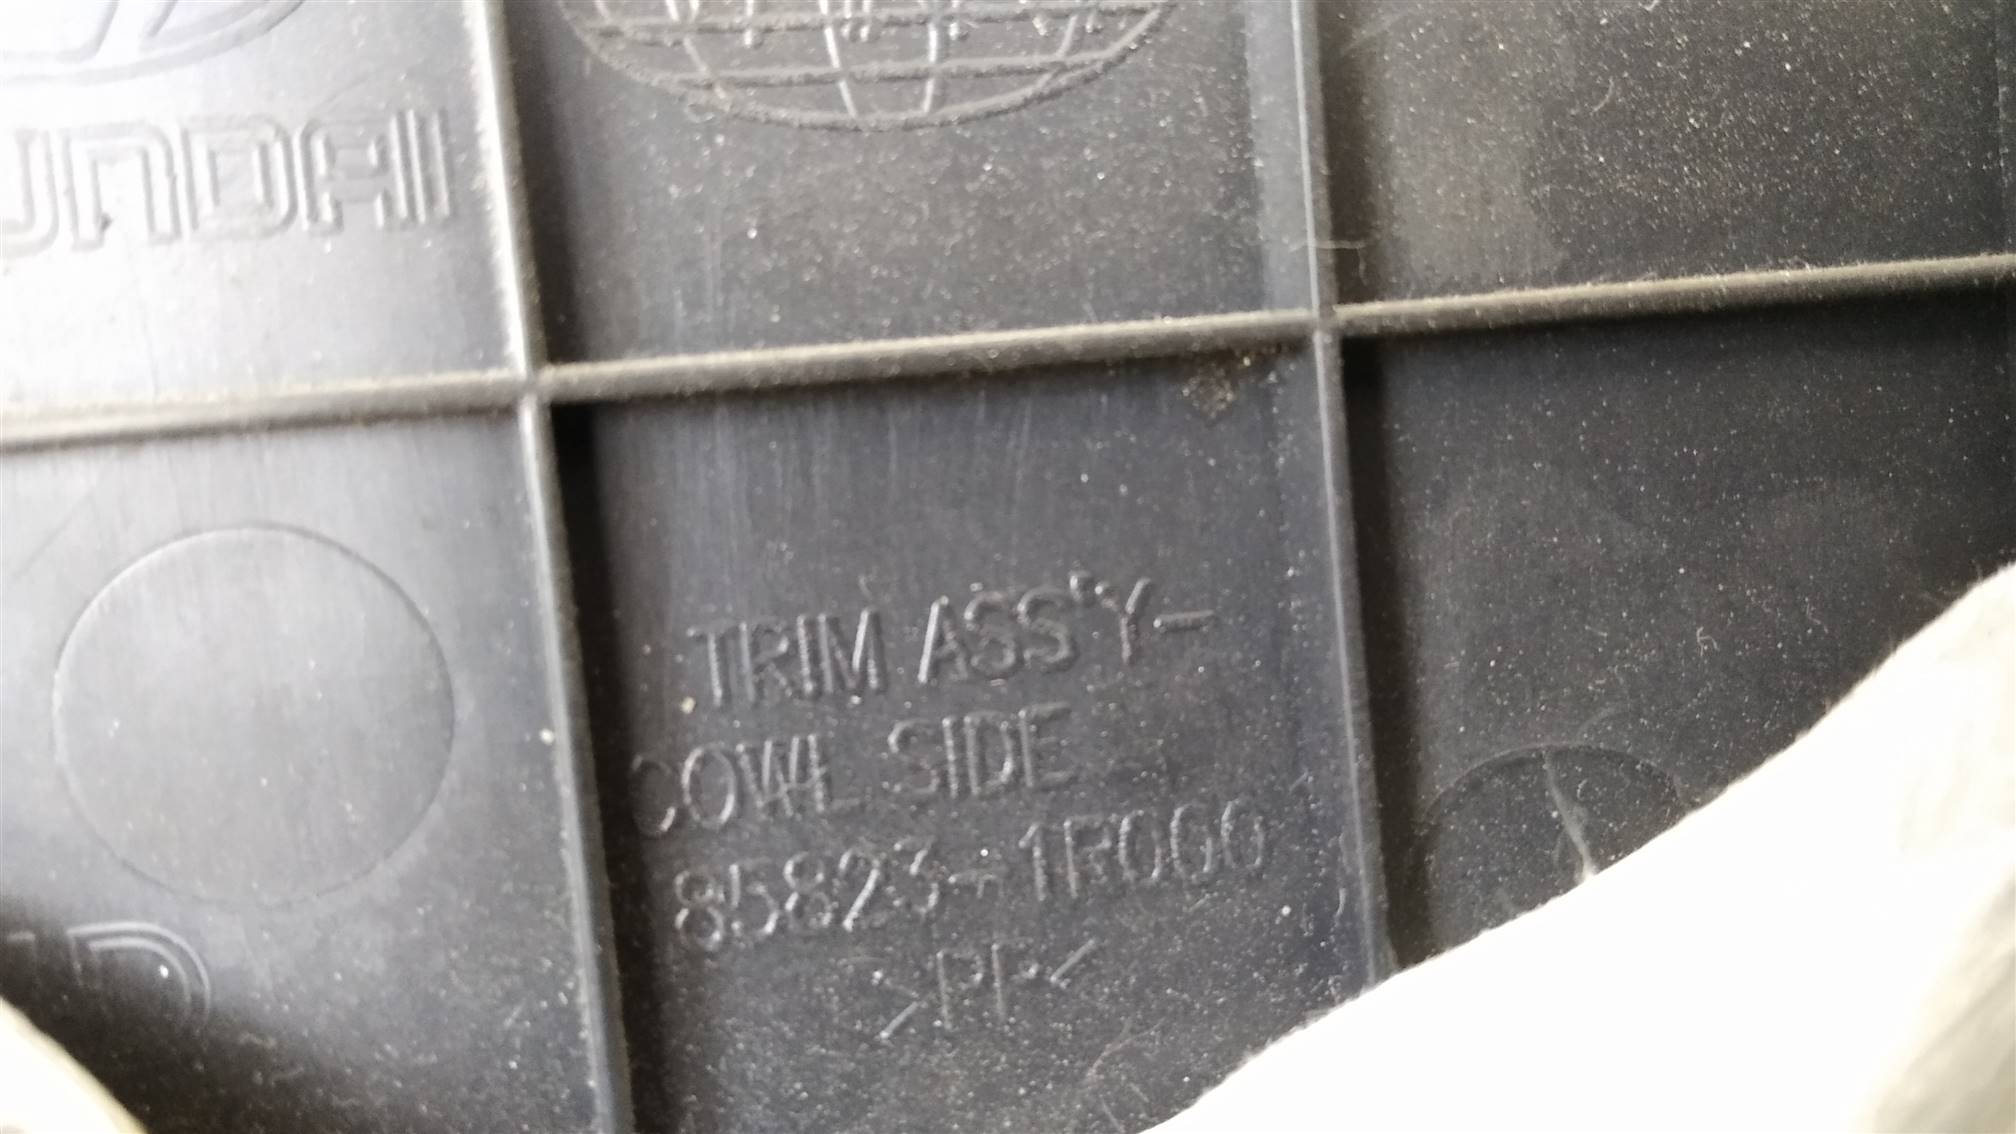 UNDAI
TRIM ASS'Y-
COWL SIDE
85823-1R000
>PP<